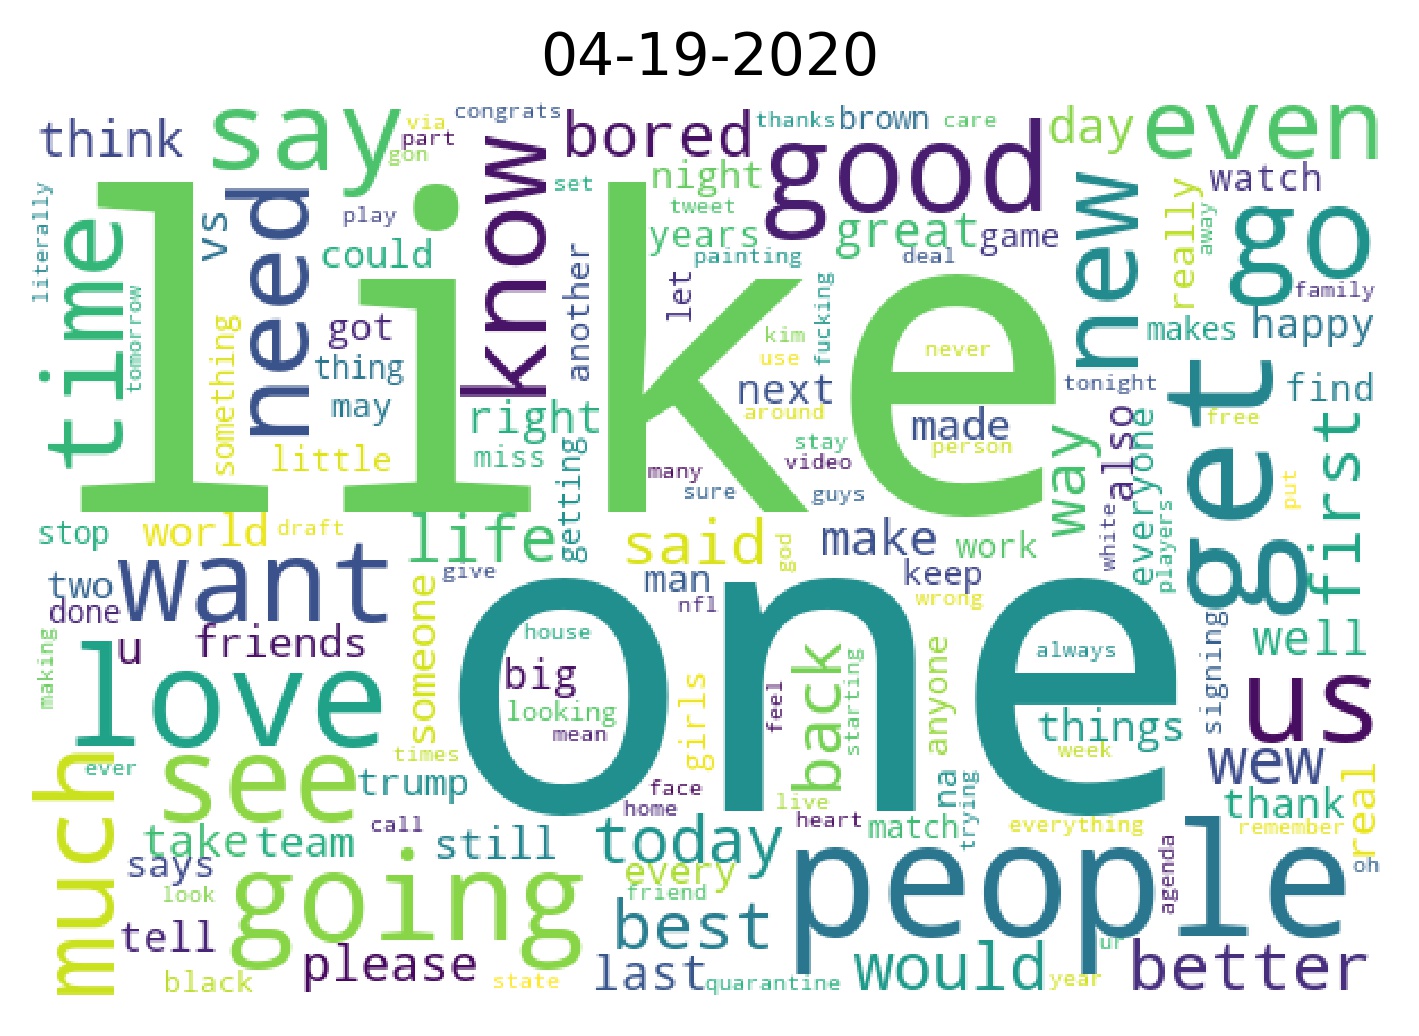 04-19-2020
think
say
via
part
gon
congrats
bored
thanks
brown
care
day
even
literally
time
tomorrow
need
vs
play
could
know
set
another
night
tweet
years
painting
good
great
game
deal
new
really
away
watch
go
family
makes
happy
like
something
got
thing
may
little
right
miss
getting
let
kim
use
fucking
next
around
never
made
person
tonight
also
everyone
get
find
free
first
put
many
sure
stay
video
guys
way
white
players
stop
world
draft
life
said
god
make
work
two
done
want
give
man
nfl
keep
wrong
u
friends
making
love
someone
one
house
big
looking
mean
girls
feel
back
starting
anyone
always
things
week
signing
well
us
wew
much
ever
see
times
trump
face
home
live
heart
match
na
trying
everything
thank
remember
real
oh
take
team
call
still
today
every
friend
people
agenda
says
look
going
tell
please
best
black
state
last
quarantine
would
year
ur
better